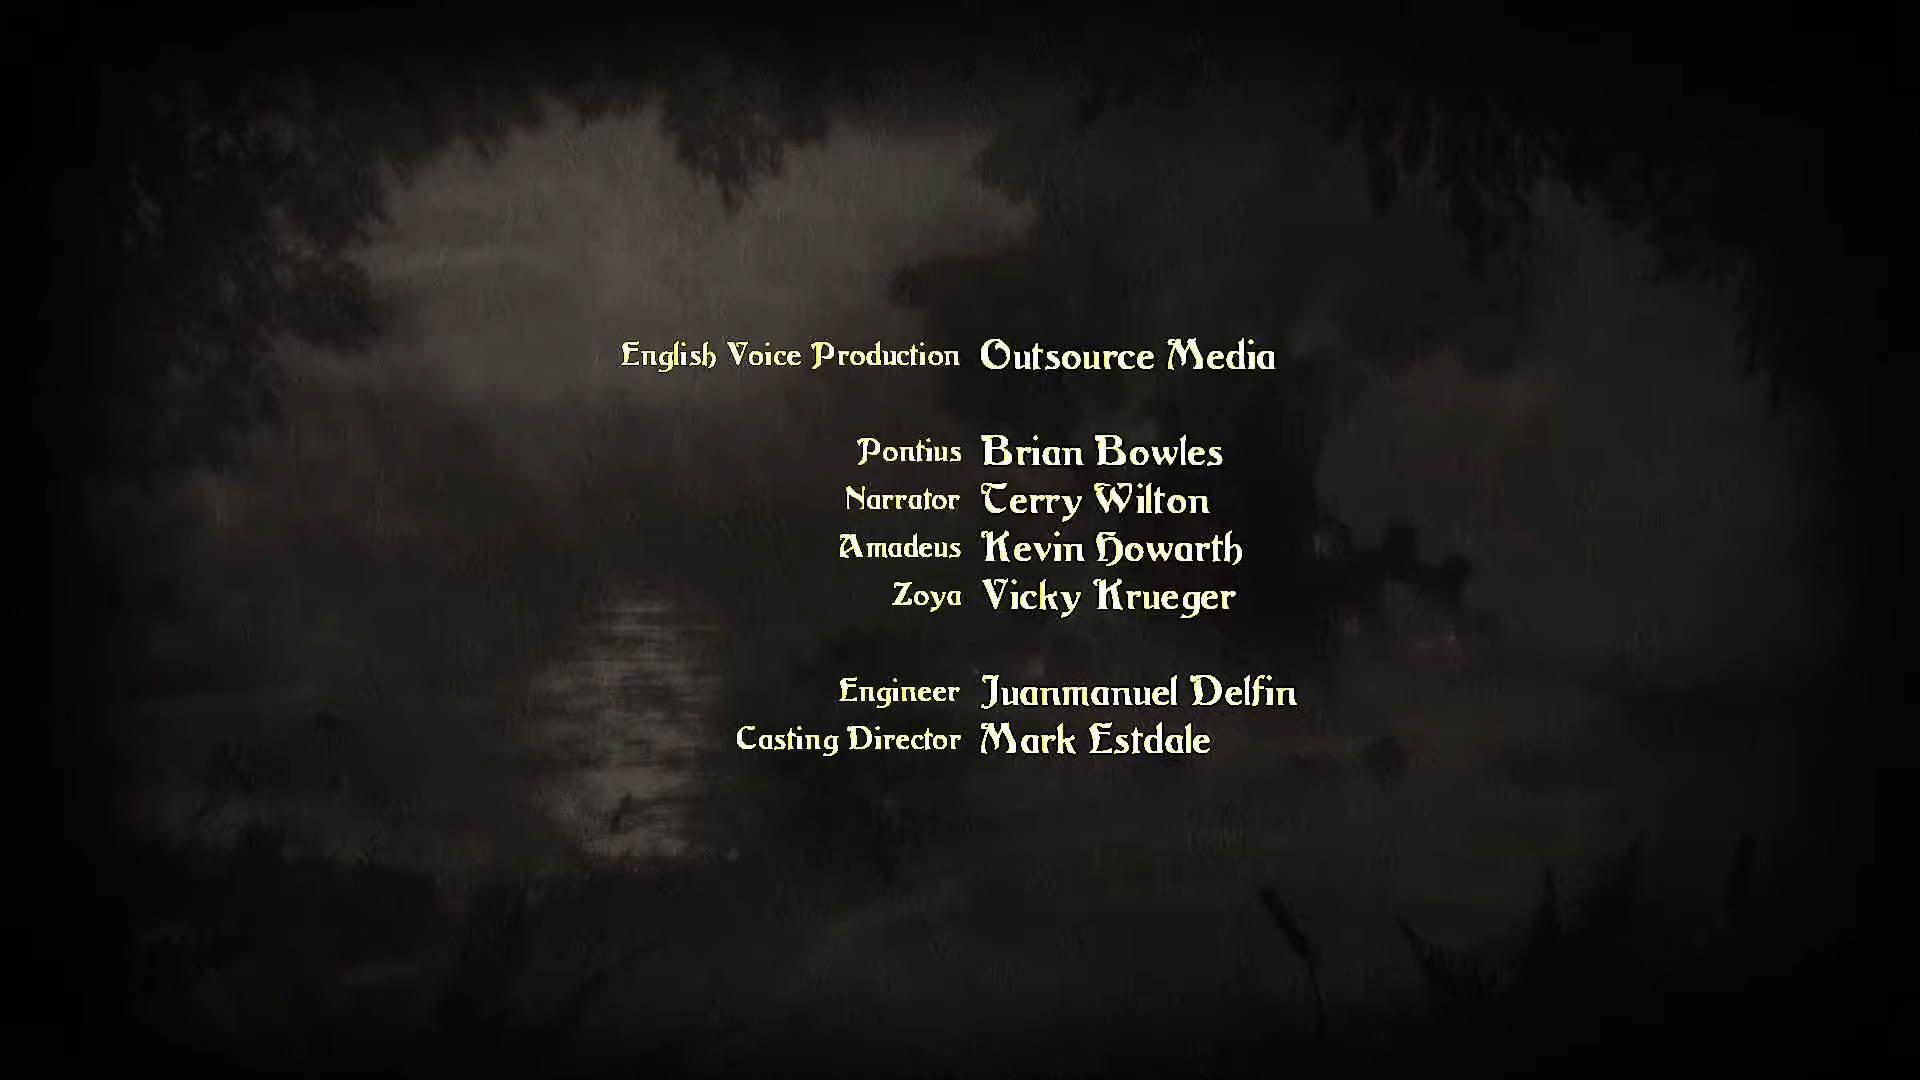 English Voice Production Outsource Media
Pontius Brian Bowles
Narrator Terry Wilton
Amadeus Kevin Howarth
Zoya Vicky Krueger
Engineer Juanmanuel Delfin
Casting Director Mark Estdale